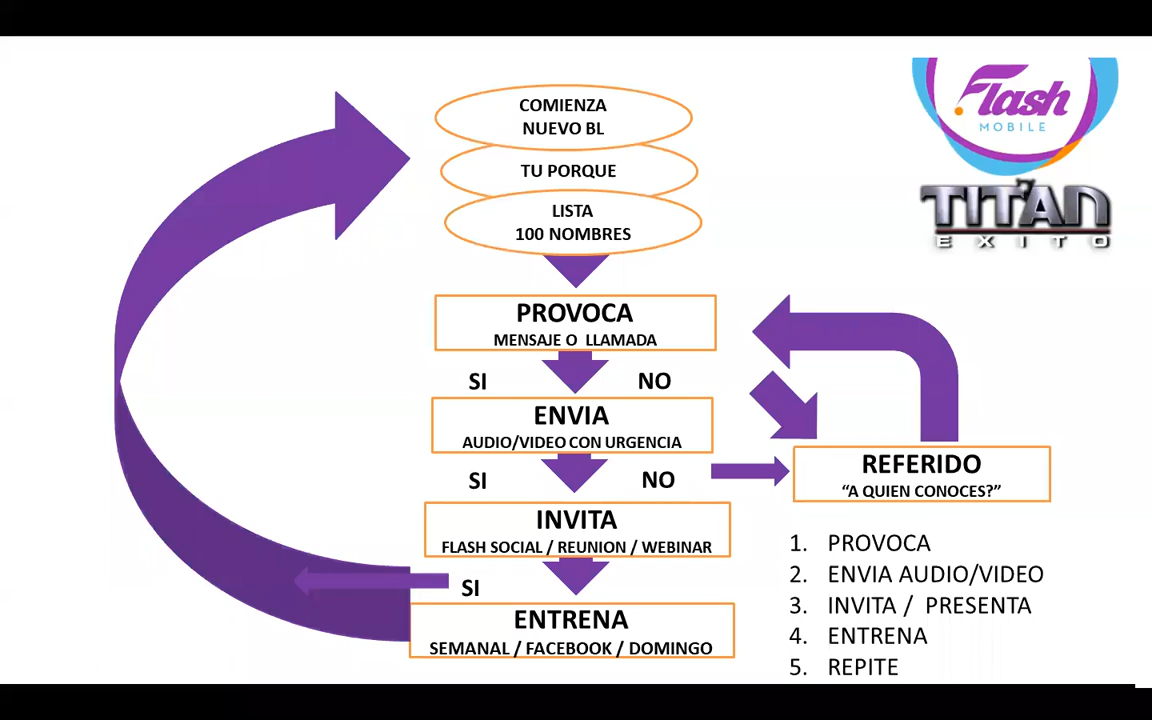 Flash
MOBILE
TITAN
EXITO
COMIENZA
NUEVO BL
TU PORQUE
LISTA
100 NOMBRES
PROVOCA
MENSAJE O LLAMADA
SI NO
ENVIA
AUDIO/VIDEO CON URGENCIA
SI NO
REFERIDO
“A QUIEN CONOCES?”
INVITA
FLASH SOCIAL / REUNION / WEBINAR
SI
ENTRENA
SEMANAL / FACEBOOK / DOMINGO
1. PROVOCA
2. ENVIA AUDIO/VIDEO
3. INVITA / PRESENTA
4. ENTRENA
5. REPITE